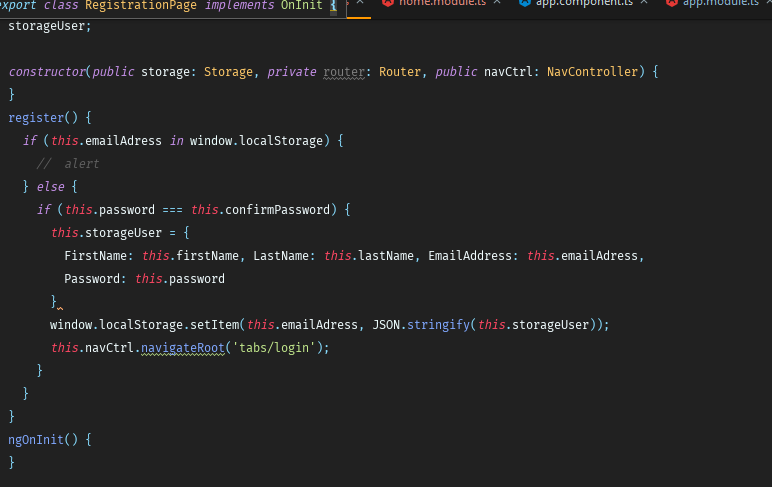 export class RegistrationPage implements OnInit {
home.module.ts
app.component.ts
app.module.ts
storageUser;
constructor(public storage: Storage, private router: Router, public navCtrl: NavController) {
}
register() {
if (this.emailAdress in window.localStorage) {
// alert
} else {
if (this.password === this.confirmPassword) {
this.storageUser = {
FirstName: this.firstName, LastName: this.lastName, EmailAddress: this.emailAdress,
Password: this.password
}
window.localStorage.setItem(this.emailAdress, JSON.stringify(this.storageUser));
this.navCtrl.navigateRoot('tabs/login');
}
}
}
ngOnInit() {
}